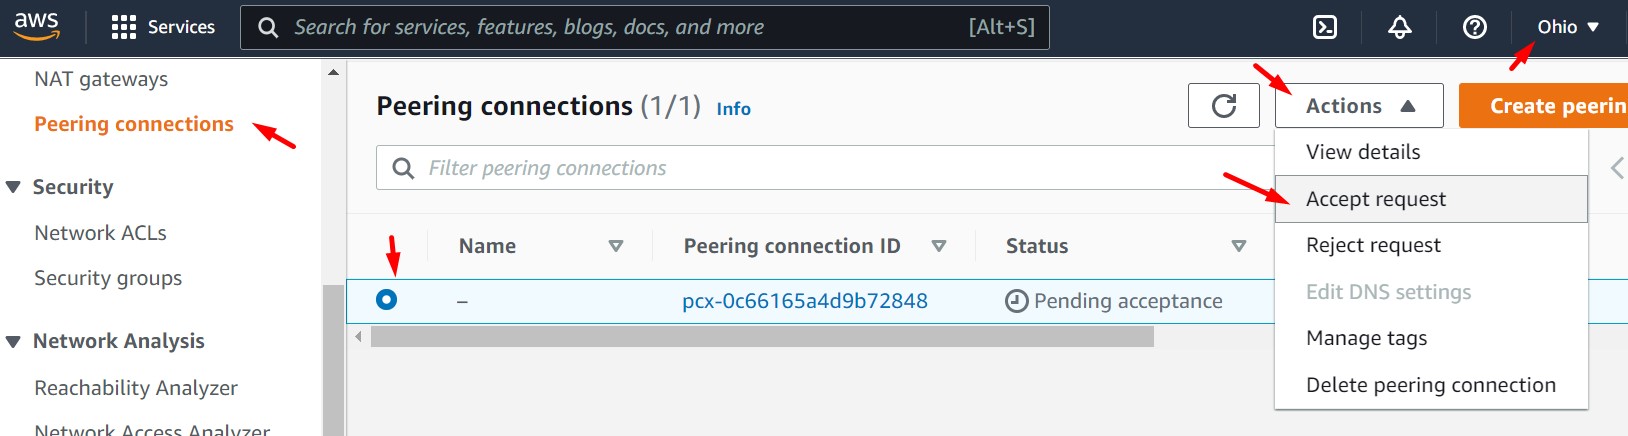 aws
Services
Search for services, features, blogs, docs, and more
[Alt+S]
Ohio
NAT gateways
Peering connections
Security
Network ACLs
Security groups
Network Analysis
Reachability Analyzer
Network Access Analyzer
Peering connections (1/1) Info
Actions
Create peerin
Filter peering connections
Name
Peering connection ID
Status
–
pcx-0c66165a4d9b72848
Pending acceptance
View details
Accept request
Reject request
Edit DNS settings
Manage tags
Delete peering connection